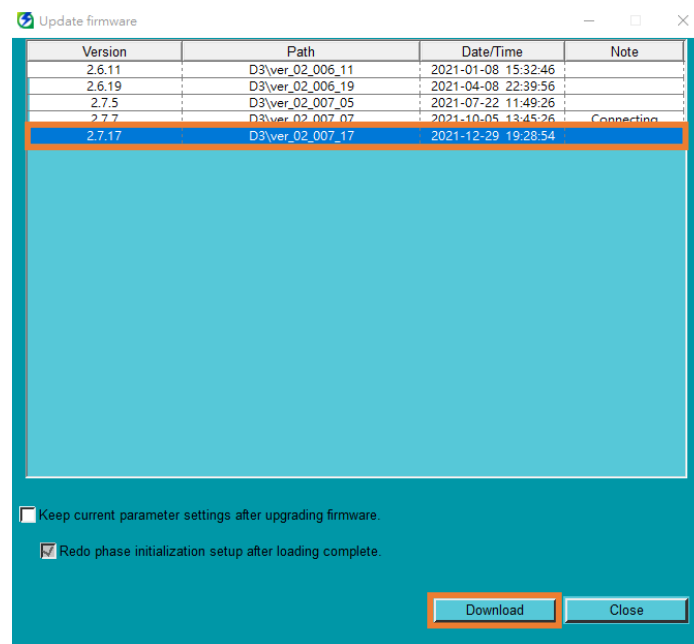 Update firmware
Version Path Date/Time Note
2.6.11 D3\ver_02_006_11 2021-01-08 15:32:46
2.6.19 D3\ver_02_006_19 2021-04-08 22:39:56
2.7.5 D3\ver_02_007_05 2021-07-22 11:49:26
2.7.7 D3\ver_02_007_07 2021-10-05 13:45:26 Connecting
2.7.17 D3\ver_02_007_17 2021-12-29 19:28:54
Keep current parameter settings after upgrading firmware.
Redo phase initialization setup after loading complete.
Download Close